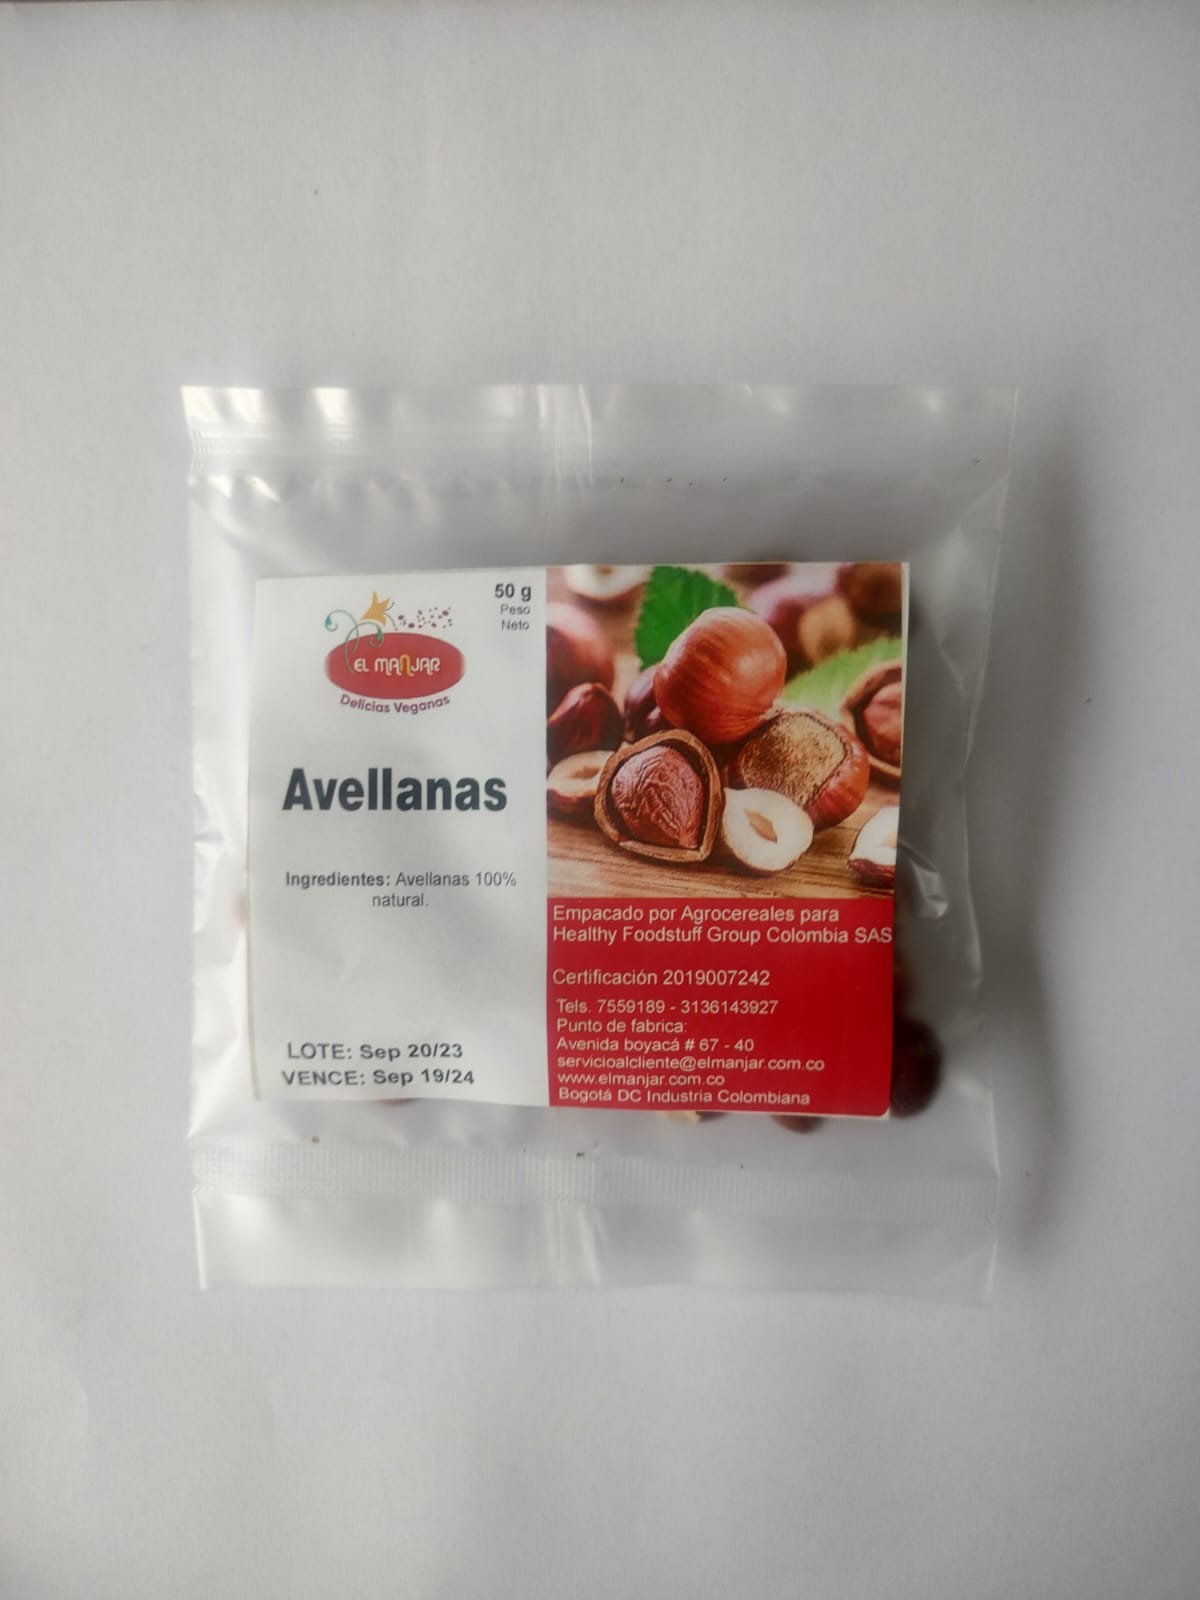 50 g
Peso
Neto
EL MANJAR
Delicias Veganas
Avellanas
Ingredientes: Avellanas 100%
natural.
LOTE: Sep 20/23
VENCE: Sep 19/24
Empacado por Agrocereales para
Healthy Foodstuff Group Colombia SAS
Certificación 2019007242
Tels. 7559189 - 3136143927
Punto de fabrica:
Avenida boyacá # 67 - 40
servicioalcliente@elmanjar.com.co
www.elmanjar.com.co
Bogotá DC Industria Colombiana